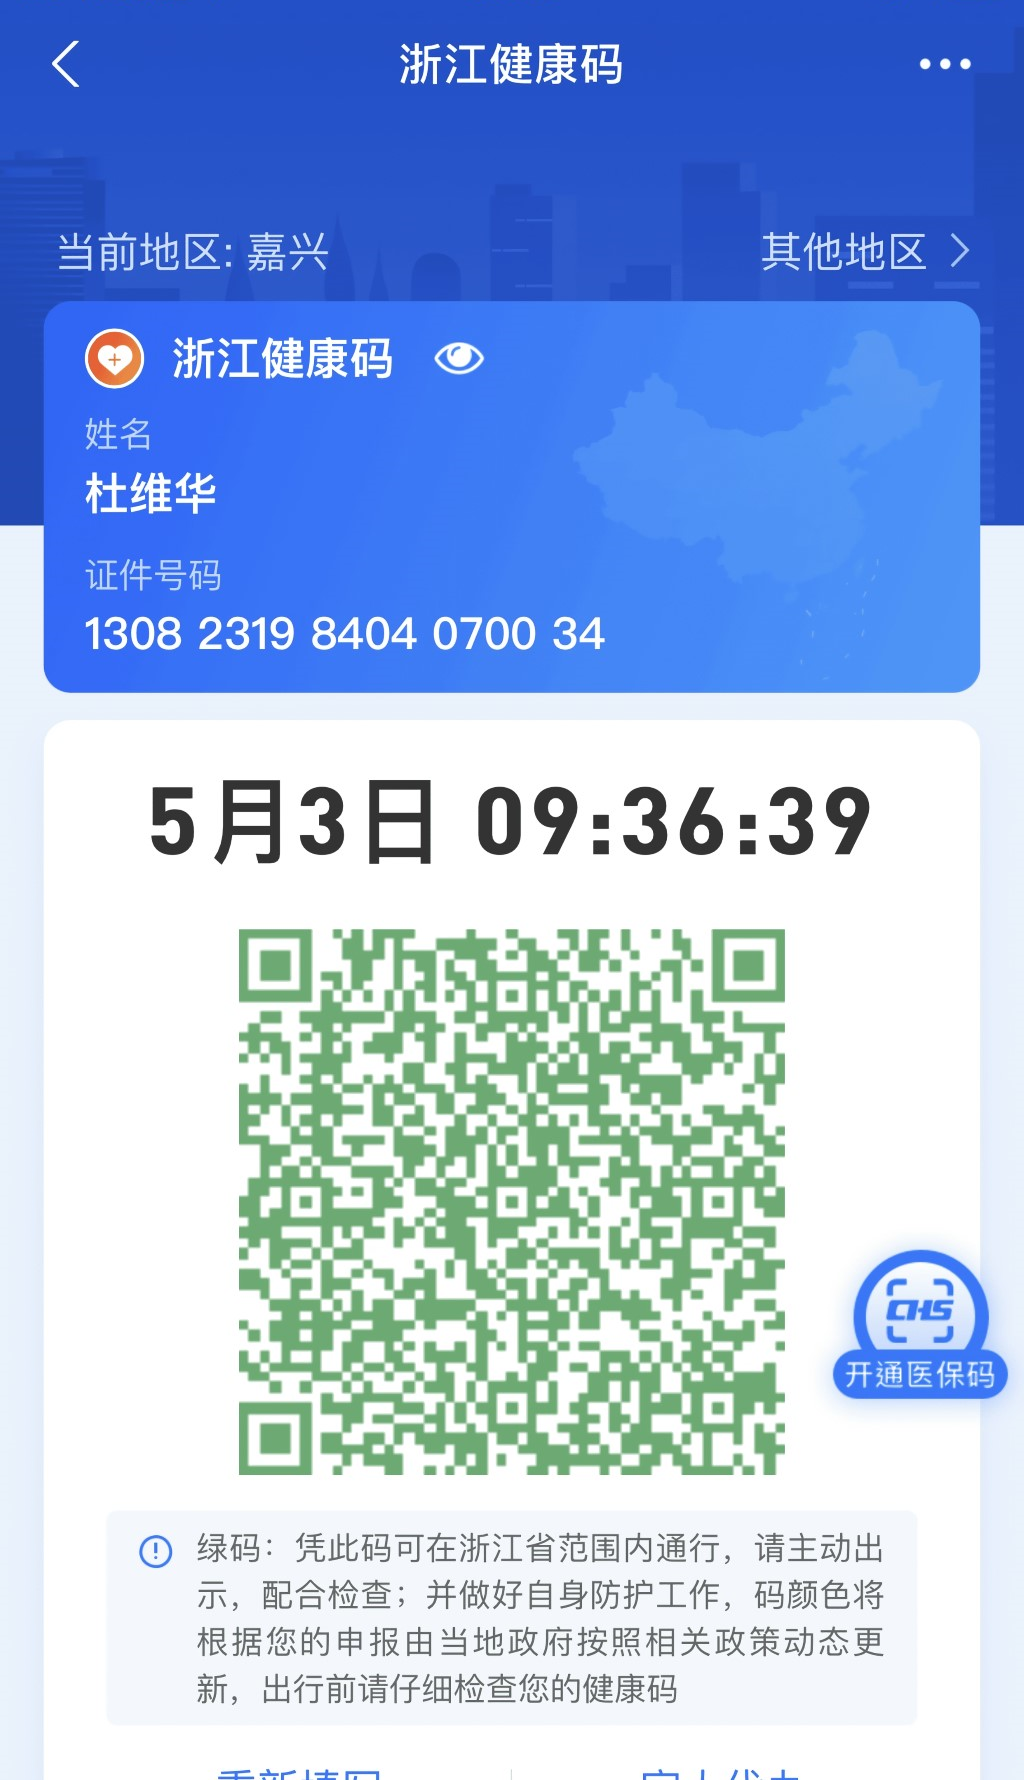 浙江健康码
当前地区: 嘉兴
其他地区
浙江健康码
姓名
杜维华
证件号码
1308 2319 8404 0700 34
5月3日 09:36:39
CHS
开通医保码
绿码：凭此码可在浙江省范围内通行，请主动出
示，配合检查；并做好自身防护工作，码颜色将
根据您的申报由当地政府按照相关政策动态更
新，出行前请仔细检查您的健康码